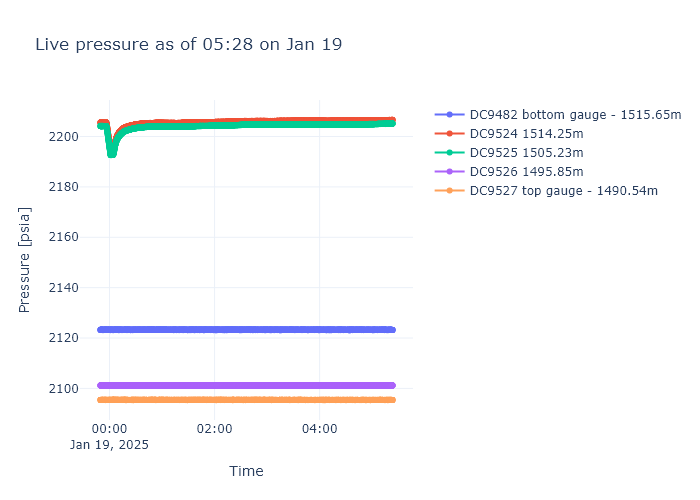 Live pressure as of 05:28 on Jan 19
DC9482 bottom gauge - 1515.65m
DC9524 1514.25m
DC9525 1505.23m
DC9526 1495.85m
DC9527 top gauge - 1490.54m
Pressure [psia]
2200
2180
2160
2140
2120
2100
00:00 02:00 04:00
Jan 19, 2025
Time